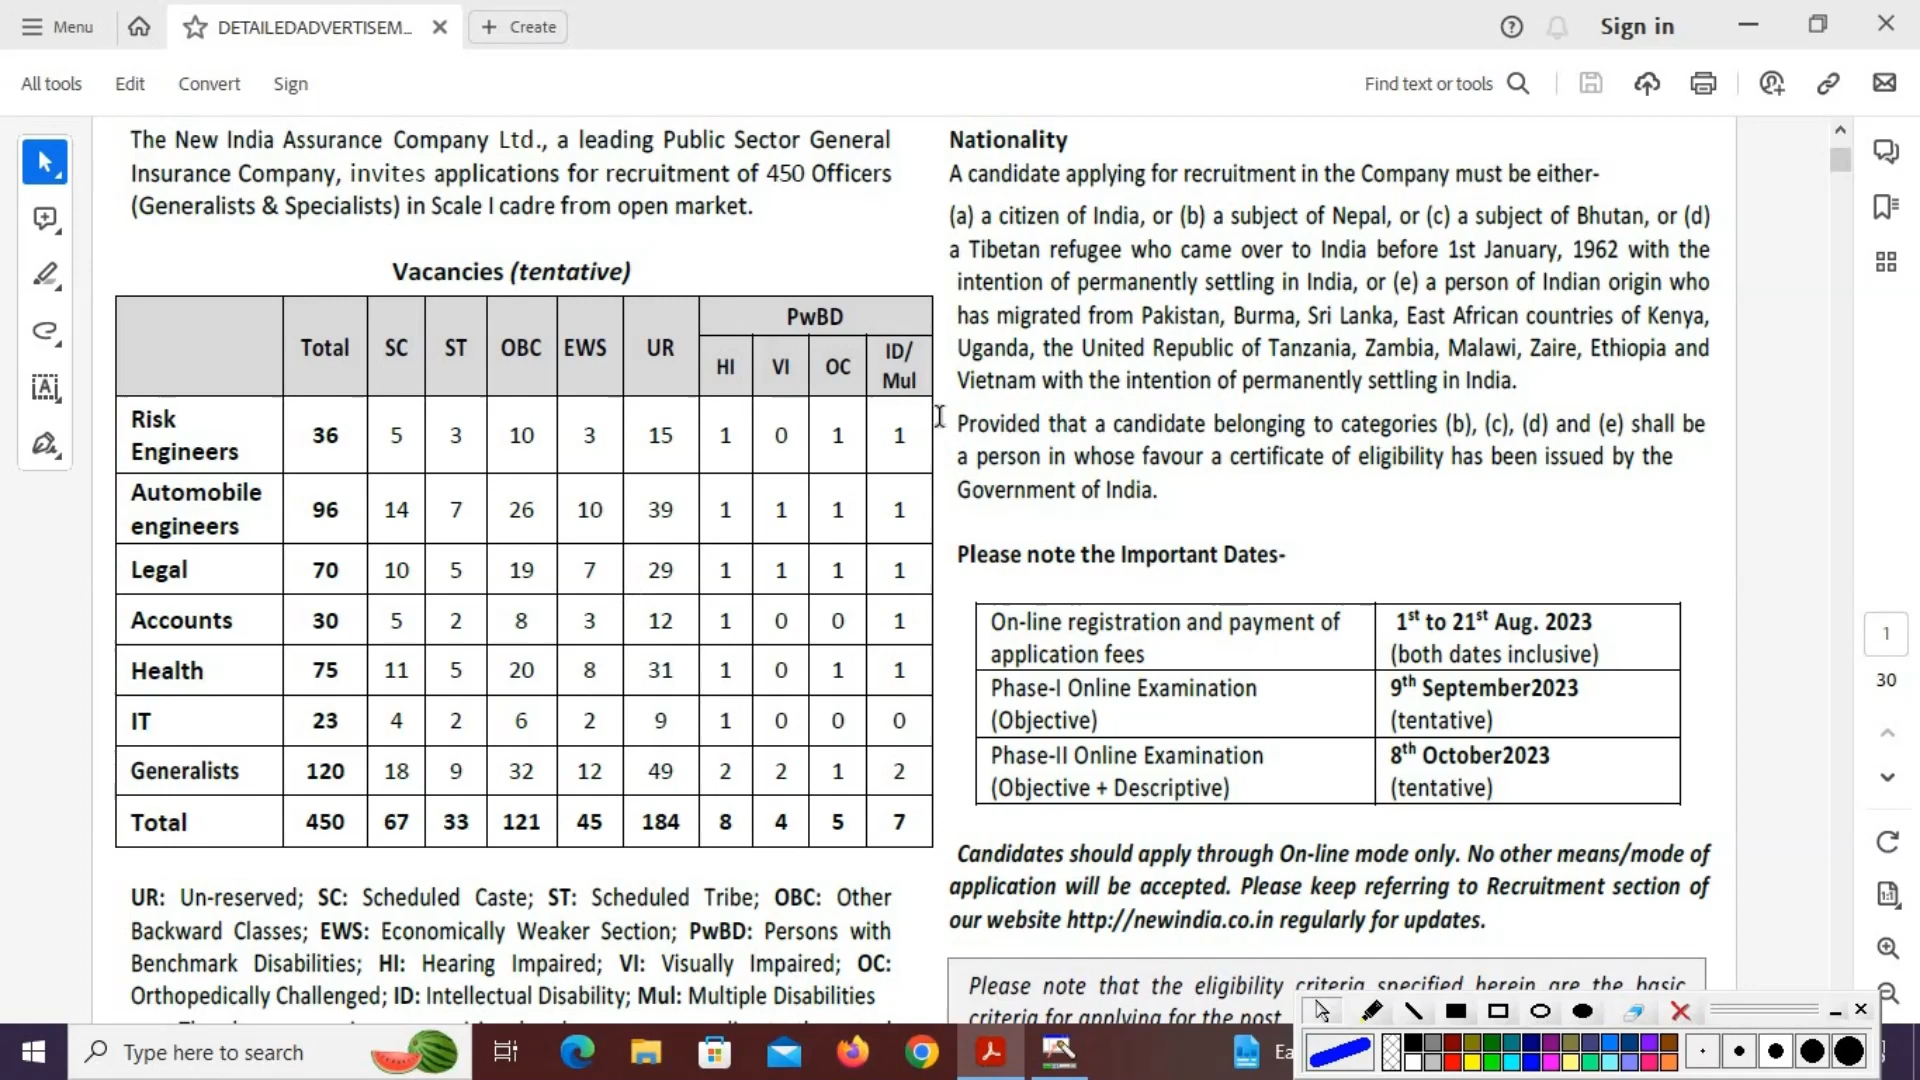 Menu
DETAILEDADVERTISEM...
Create
Sign in
All tools
Edit
Convert
Sign
Find text or tools
The New India Assurance Company Ltd., a leading Public Sector General
Insurance Company, invites applications for recruitment of 450 Officers
(Generalists & Specialists) in Scale I cadre from open market.
Vacancies (tentative)
Total SC ST OBC EWS UR PwBD
HI VI OC ID/
Mul
Risk
Engineers 36 5 3 10 3 15 1 0 1 1
Automobile
engineers 96 14 7 26 10 39 1 1 1 1
Legal 70 10 5 19 7 29 1 1 1 1
Accounts 30 5 2 8 3 12 1 0 0 1
Health 75 11 5 20 8 31 1 0 1 1
IT 23 4 2 6 2 9 1 0 0 0
Generalists 120 18 9 32 12 49 2 2 1 2
Total 450 67 33 121 45 184 8 4 5 7
UR: Un-reserved; SC: Scheduled Caste; ST: Scheduled Tribe; OBC: Other
Backward Classes; EWS: Economically Weaker Section; PwBD: Persons with
Benchmark Disabilities; HI: Hearing Impaired; VI: Visually Impaired; OC:
Orthopedically Challenged; ID: Intellectual Disability; Mul: Multiple Disabilities
Nationality
A candidate applying for recruitment in the Company must be either-
(a) a citizen of India, or (b) a subject of Nepal, or (c) a subject of Bhutan, or (d)
a Tibetan refugee who came over to India before 1st January, 1962 with the
intention of permanently settling in India, or (e) a person of Indian origin who
has migrated from Pakistan, Burma, Sri Lanka, East African countries of Kenya,
Uganda, the United Republic of Tanzania, Zambia, Malawi, Zaire, Ethiopia and
Vietnam with the intention of permanently settling in India.
Provided that a candidate belonging to categories (b), (c), (d) and (e) shall be
a person in whose favour a certificate of eligibility has been issued by the
Government of India.
Please note the Important Dates-
On-line registration and payment of 1st to 21st Aug. 2023
application fees (both dates inclusive)
Phase-I Online Examination 9th September2023
(Objective) (tentative)
Phase-II Online Examination 8th October2023
(Objective + Descriptive) (tentative)
Candidates should apply through On-line mode only. No other means/mode of
application will be accepted. Please keep referring to Recruitment section of
our website http://newindia.co.in regularly for updates.
Please note that the eligibility criteria specified herein are the basic
criteria for applying for the post
1
30
Type here to search
Ea